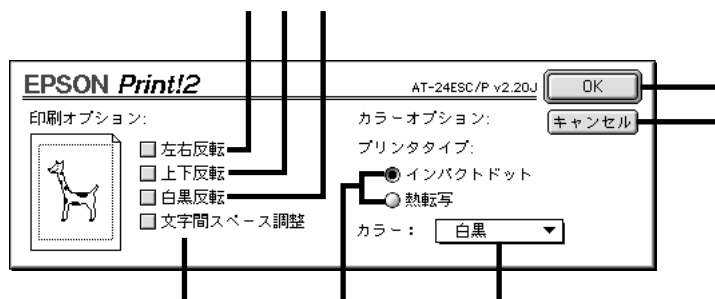 EPSON Print!2
AT-24ESC/P v2.20J
OK
印刷オプション:
カラーオプション:
キャンセル
左右反転
プリンタタイプ:
上下反転
インパクトドット
白黒反転
熱転写
文字間スペース調整
カラー: 白黒